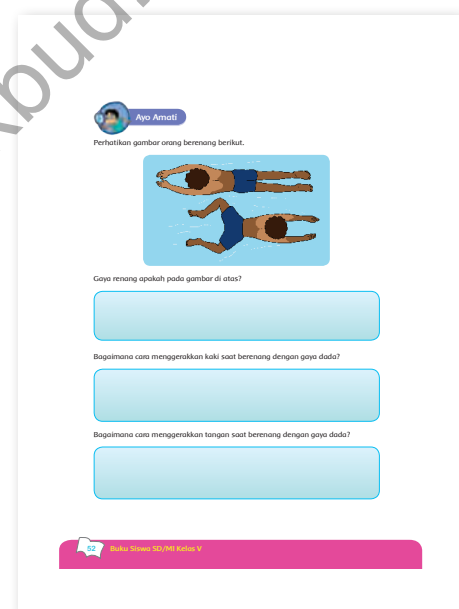 Ayo Amati
Perhatikan gambar orang berenang berikut.
Gaya renang apakah pada gambar di atas?
Bagaimana cara menggerakkan kaki saat berenang dengan gaya dada?
Bagaimana cara menggerakkan tangan saat berenang dengan gaya dada?
52 Buku Siswa SD/MI Kelas V